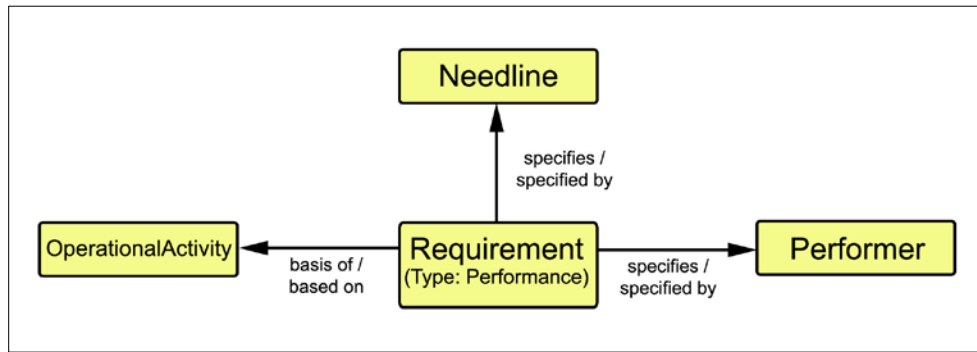 Needline
specifies /
specified by
OperationalActivity
basis of /
based on
Requirement
(Type: Performance)
specifies /
specified by
Performer